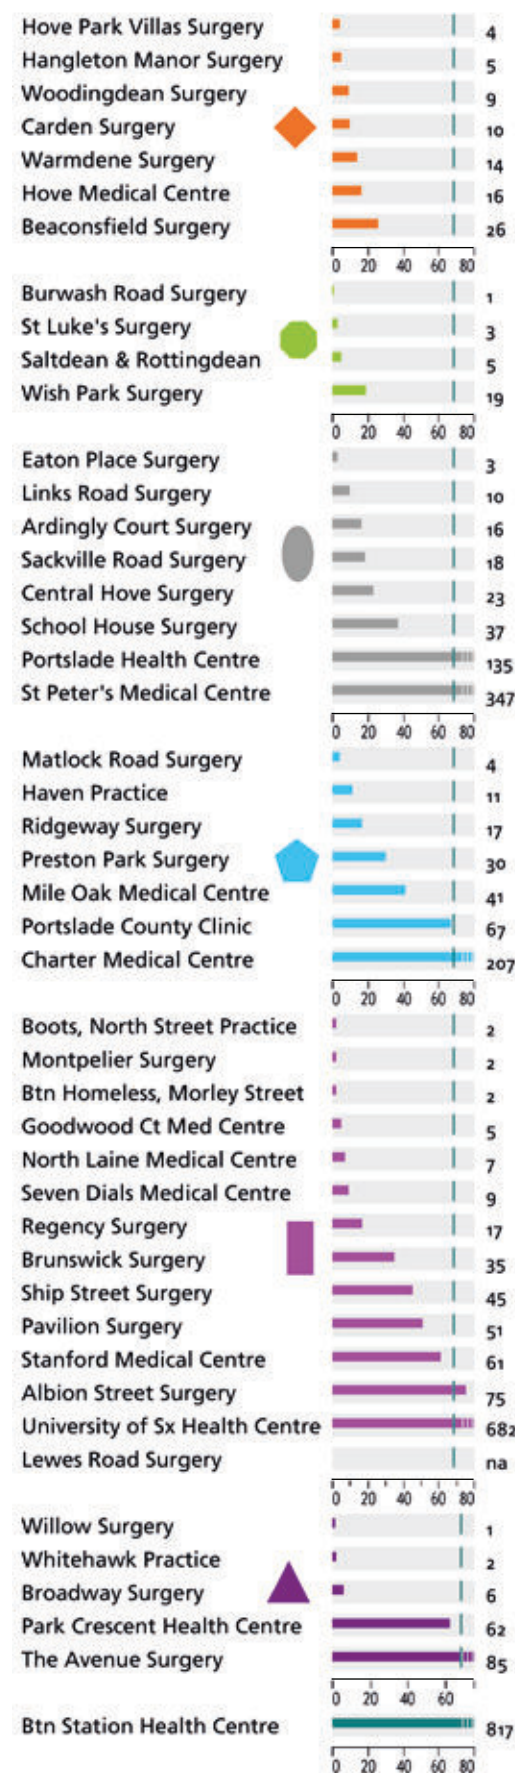 Hove Park Villas Surgery 4
Hangleton Manor Surgery 5
Woodingdean Surgery 9
Carden Surgery 10
Warmdene Surgery 14
Hove Medical Centre 16
Beaconsfield Surgery 26
0 20 40 60 80
Burwash Road Surgery 1
St Luke's Surgery 3
Saltdean & Rottingdean 5
Wish Park Surgery 19
0 20 40 60 80
Eaton Place Surgery 3
Links Road Surgery 10
Ardingly Court Surgery 16
Sackville Road Surgery 18
Central Hove Surgery 23
School House Surgery 37
Portslade Health Centre 135
St Peter's Medical Centre 347
0 20 40 60 80
Matlock Road Surgery 4
Haven Practice 11
Ridgeway Surgery 17
Preston Park Surgery 30
Mile Oak Medical Centre 41
Portslade County Clinic 67
Charter Medical Centre 207
0 20 40 60 80
Boots, North Street Practice 2
Montpelier Surgery 2
Btn Homeless, Morley Street 2
Goodwood Ct Med Centre 5
North Laine Medical Centre 7
Seven Dials Medical Centre 9
Regency Surgery 17
Brunswick Surgery 35
Ship Street Surgery 45
Pavilion Surgery 51
Stanford Medical Centre 61
Albion Street Surgery 75
University of Sx Health Centre 682
Lewes Road Surgery na
0 20 40 60 80
Willow Surgery 1
Whitehawk Practice 2
Broadway Surgery 6
Park Crescent Health Centre 62
The Avenue Surgery 85
0 20 40 60
Btn Station Health Centre 817
0 20 40 60 80